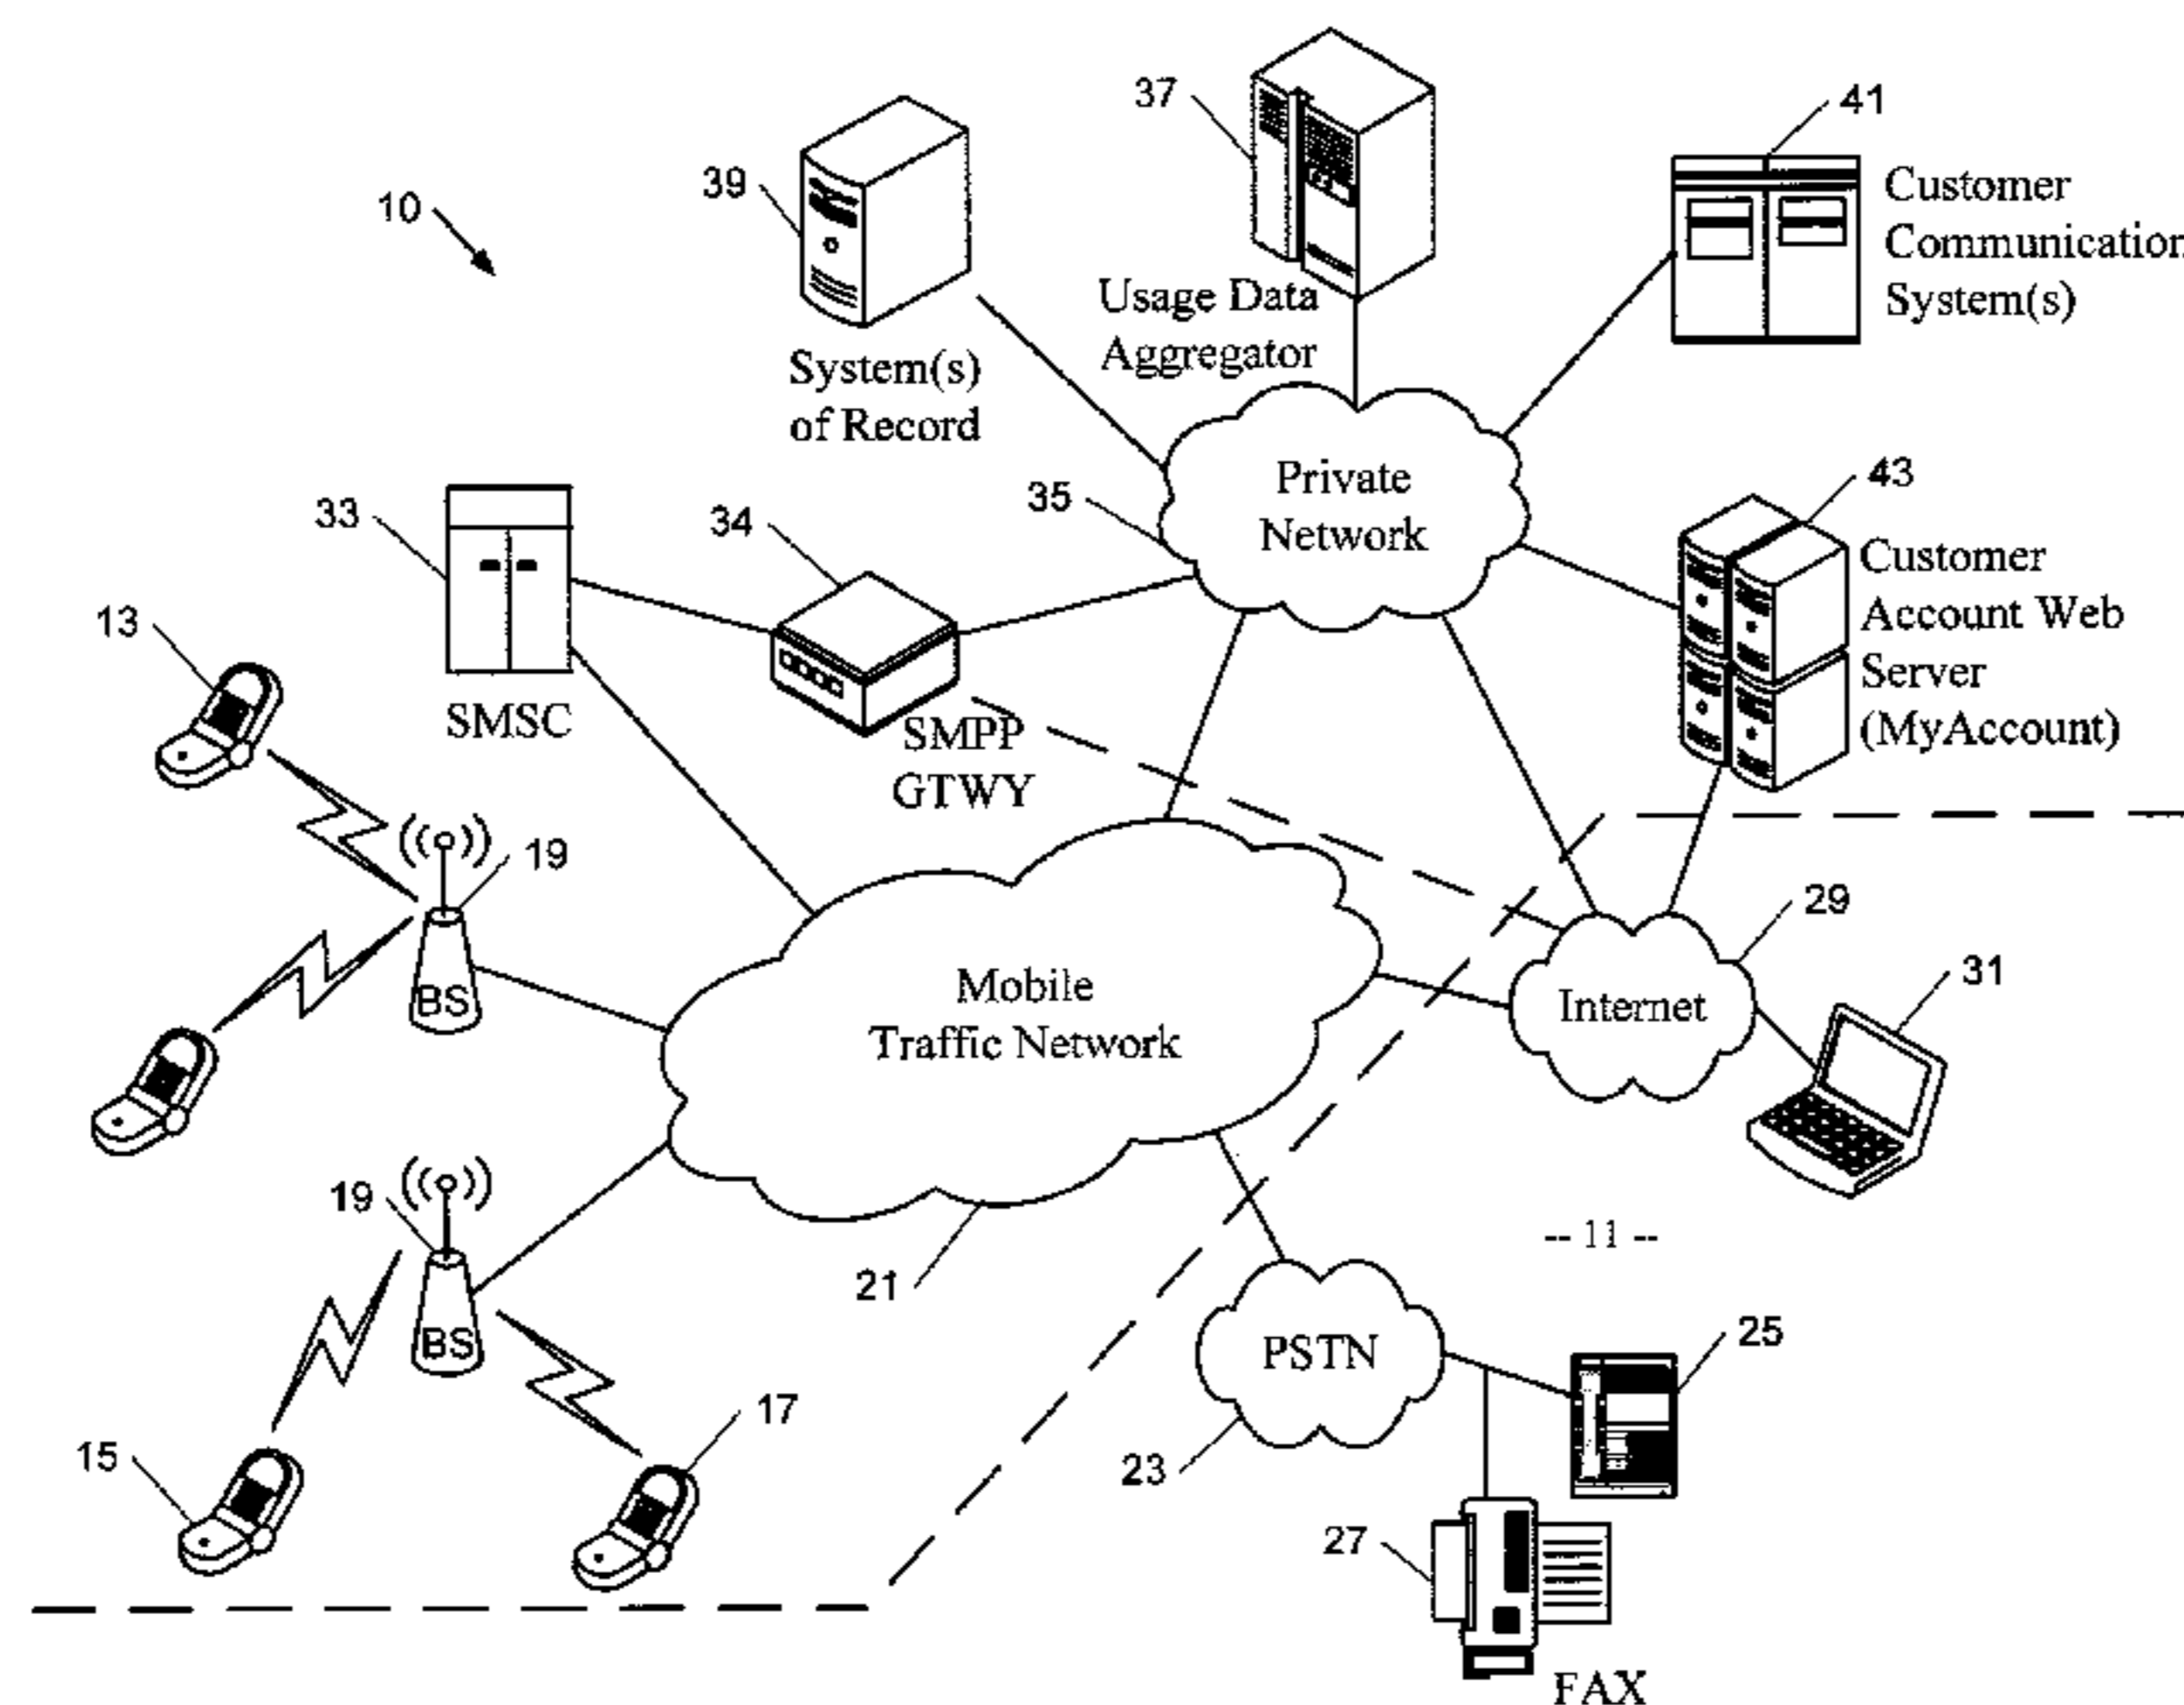 37
41
39
10
Customer
Communication
System(s)
Usage Data
Aggregator
System(s)
of Record
Private
Network
35
43
33
34
Customer
Account Web
Server
(MyAccount)
13
SMSC
SMPP
GTWY
19
29
31
BS
Mobile
Traffic Network
Internet
19
21
-- 11 --
BS
PSTN
25
15
17
23
27
FAX